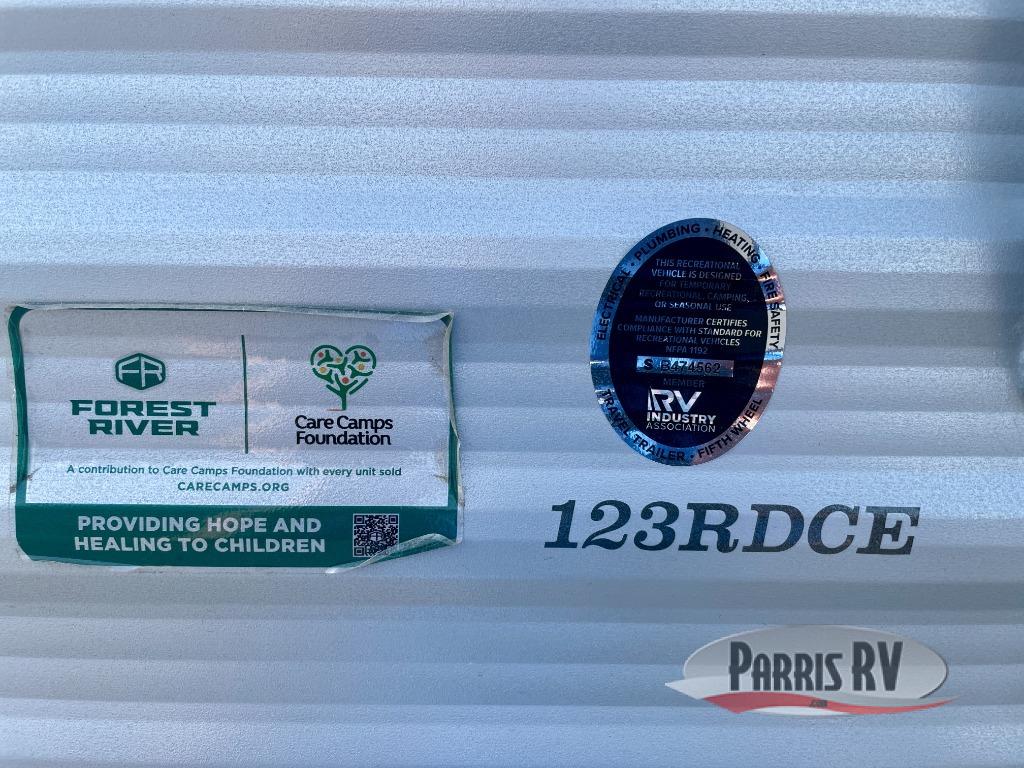 FR
FOREST
RIVER
Care Camps
Foundation
A contribution to Care Camps Foundation with every unit sold
CARECAMPS.ORG
PROVIDING HOPE AND
HEALING TO CHILDREN
ELECTRICAL • PLUMBING • HEATING • FIRE SAFETY
THIS RECREATIONAL
VEHICLE IS DESIGNED
FOR TEMPORARY
RECREATIONAL, CAMPING,
OR SEASONAL USE
MANUFACTURER CERTIFIES
COMPLIANCE WITH STANDARD FOR
RECREATIONAL VEHICLES
NFPA 1192
S B474562
MEMBER
RV
INDUSTRY
ASSOCIATION
TRAVEL TRAILER • FIFTH WHEEL
123RDCE
PARRIS RV
.com